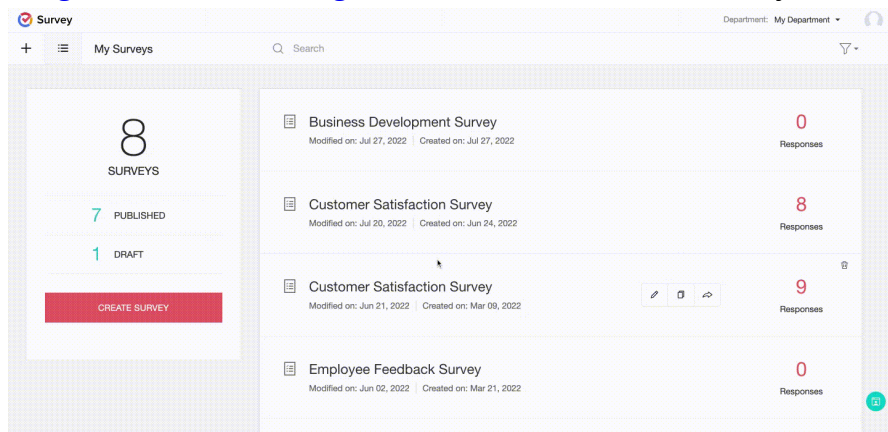 Survey
Department: My Department
My Surveys
Search
8
SURVEYS
7 PUBLISHED
1 DRAFT
CREATE SURVEY
Business Development Survey
Modified on: Jul 27, 2022 | Created on: Jul 27, 2022
0
Responses
Customer Satisfaction Survey
Modified on: Jul 20, 2022 | Created on: Jun 24, 2022
8
Responses
Customer Satisfaction Survey
Modified on: Jun 21, 2022 | Created on: Mar 09, 2022
9
Responses
Employee Feedback Survey
Modified on: Jun 02, 2022 | Created on: Mar 21, 2022
0
Responses